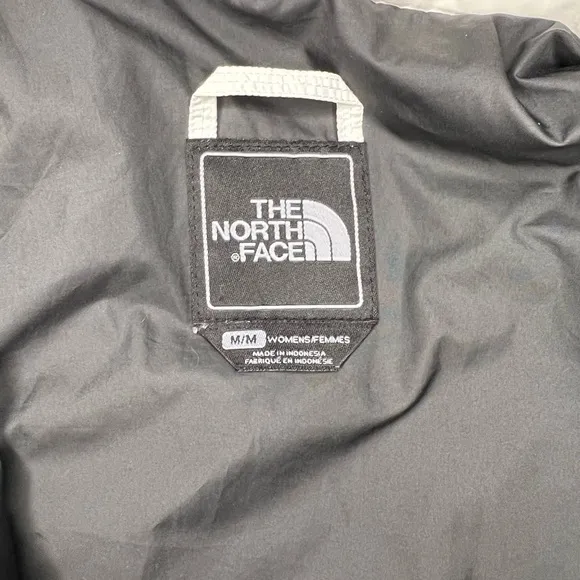 THE
NORTH
®FACE
M/M WOMENS/FEMMES
MADE IN INDONESIA
FABRIQUÉ EN INDONÉSIE